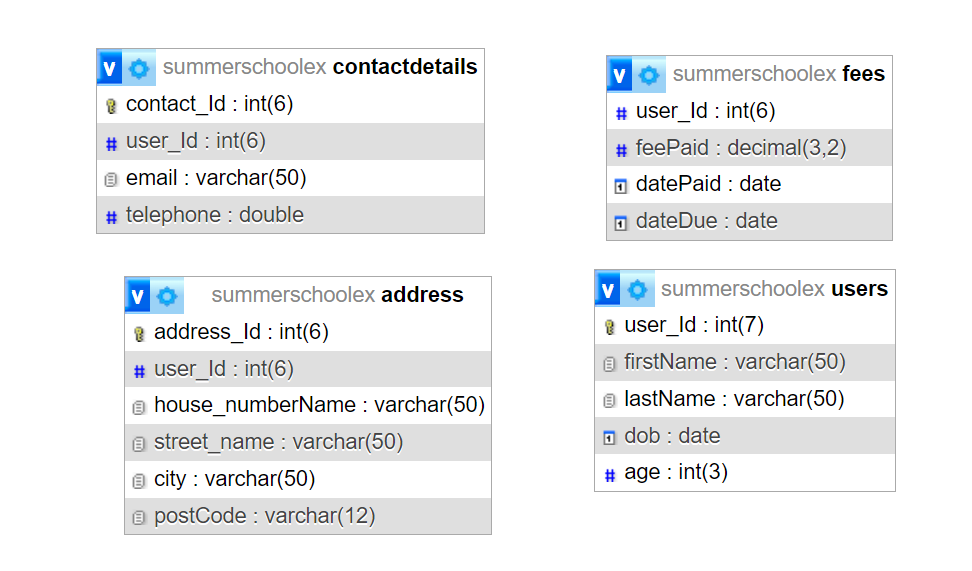 v summerschoolex contactdetails
contact_Id : int(6)
# user_Id : int(6)
email : varchar(50)
# telephone : double
v summerschoolex fees
# user_Id : int(6)
# feePaid : decimal(3,2)
1 datePaid : date
1 dateDue : date
v summerschoolex address
address_Id : int(6)
# user_Id : int(6)
house_numberName : varchar(50)
street_name : varchar(50)
city : varchar(50)
postCode : varchar(12)
v summerschoolex users
user_Id : int(7)
firstName : varchar(50)
lastName : varchar(50)
1 dob : date
# age : int(3)